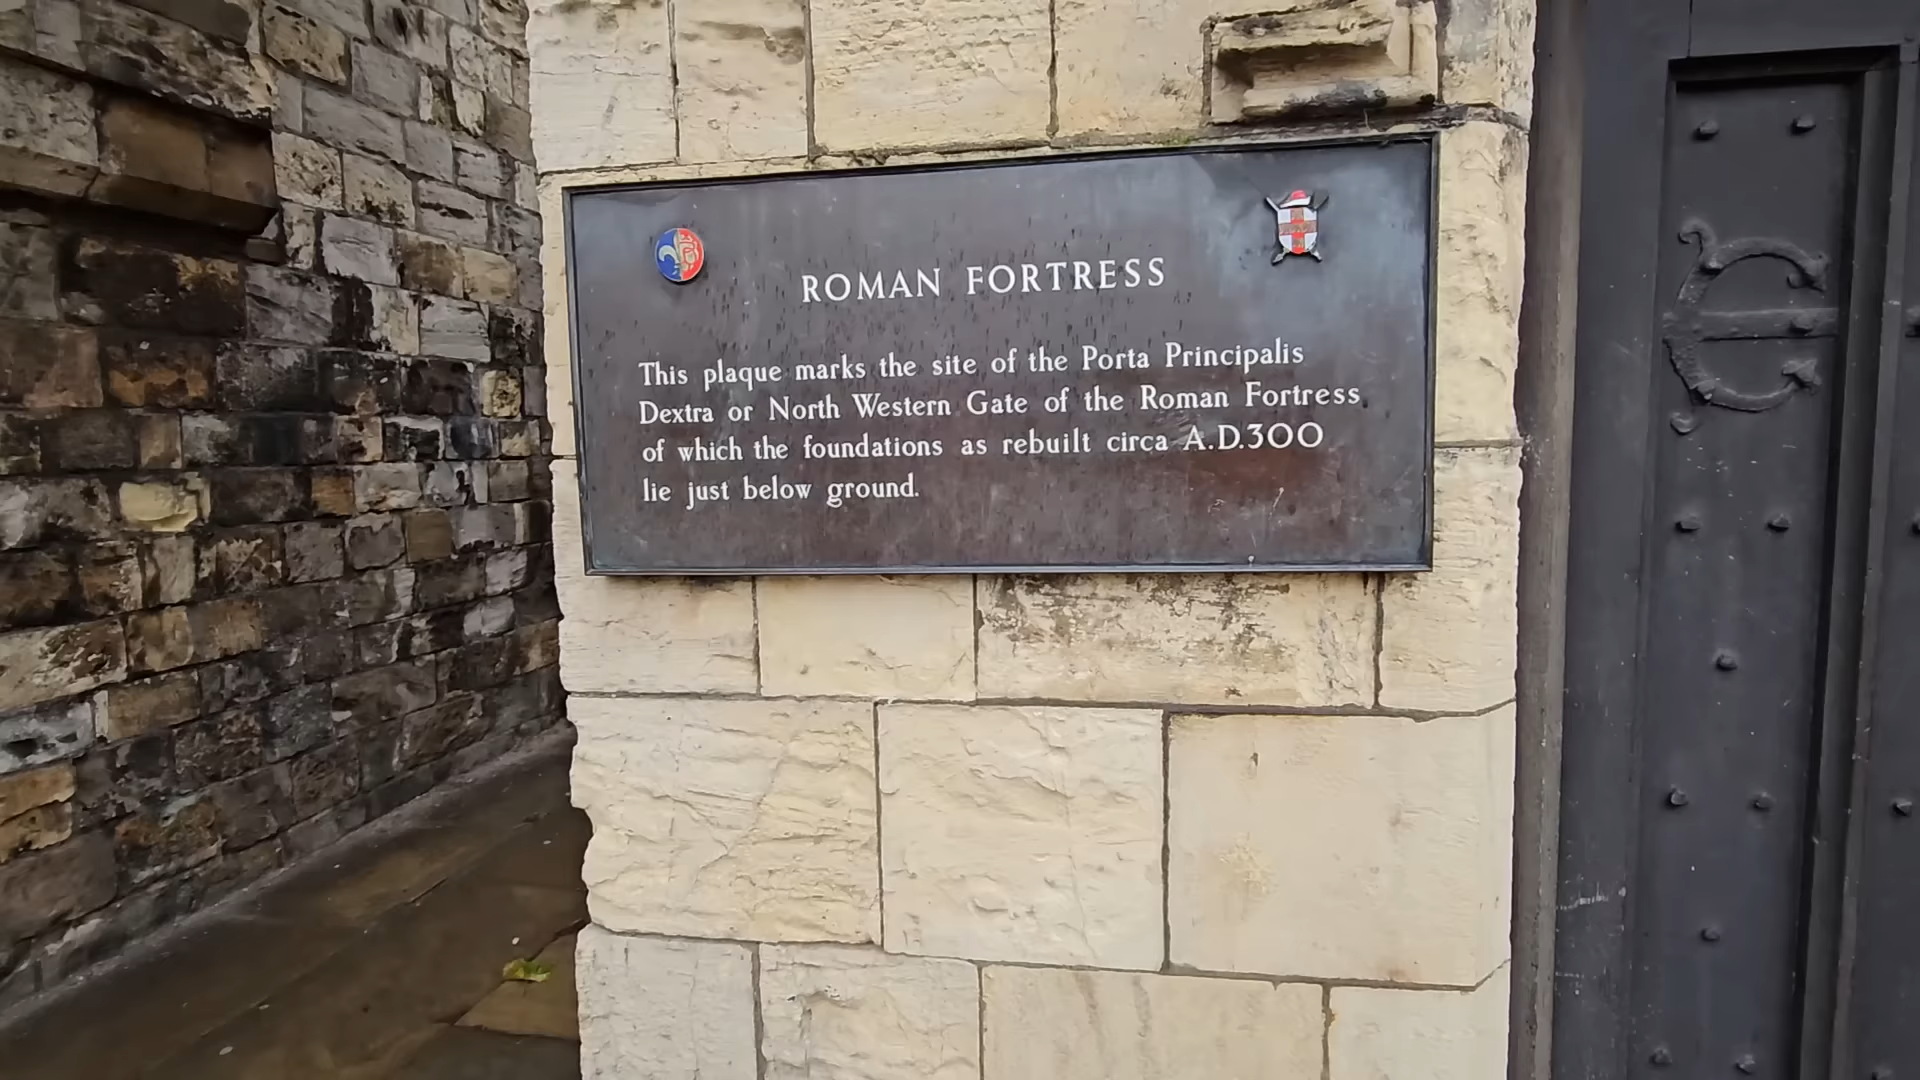 ROMAN FORTRESS
This plaque marks the site of the Porta Principalis
Dextra or North Western Gate of the Roman Fortress
of which the foundations as rebuilt circa A.D.300
lie just below ground.